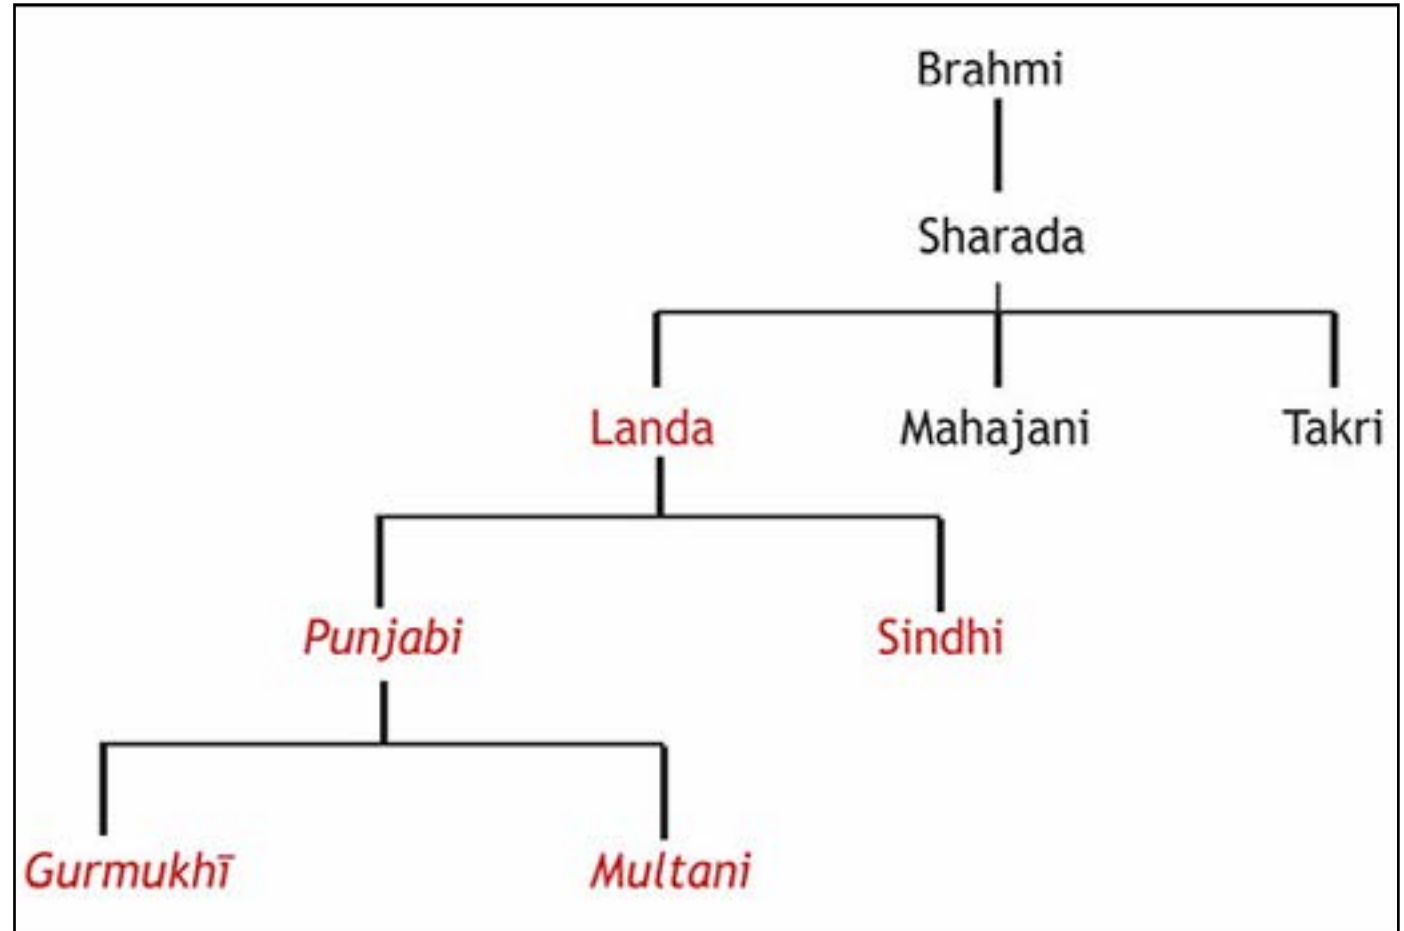 Brahmi
Sharada
Landa Mahajani Takri
Punjabi Sindhi
Gurmukhī Multani